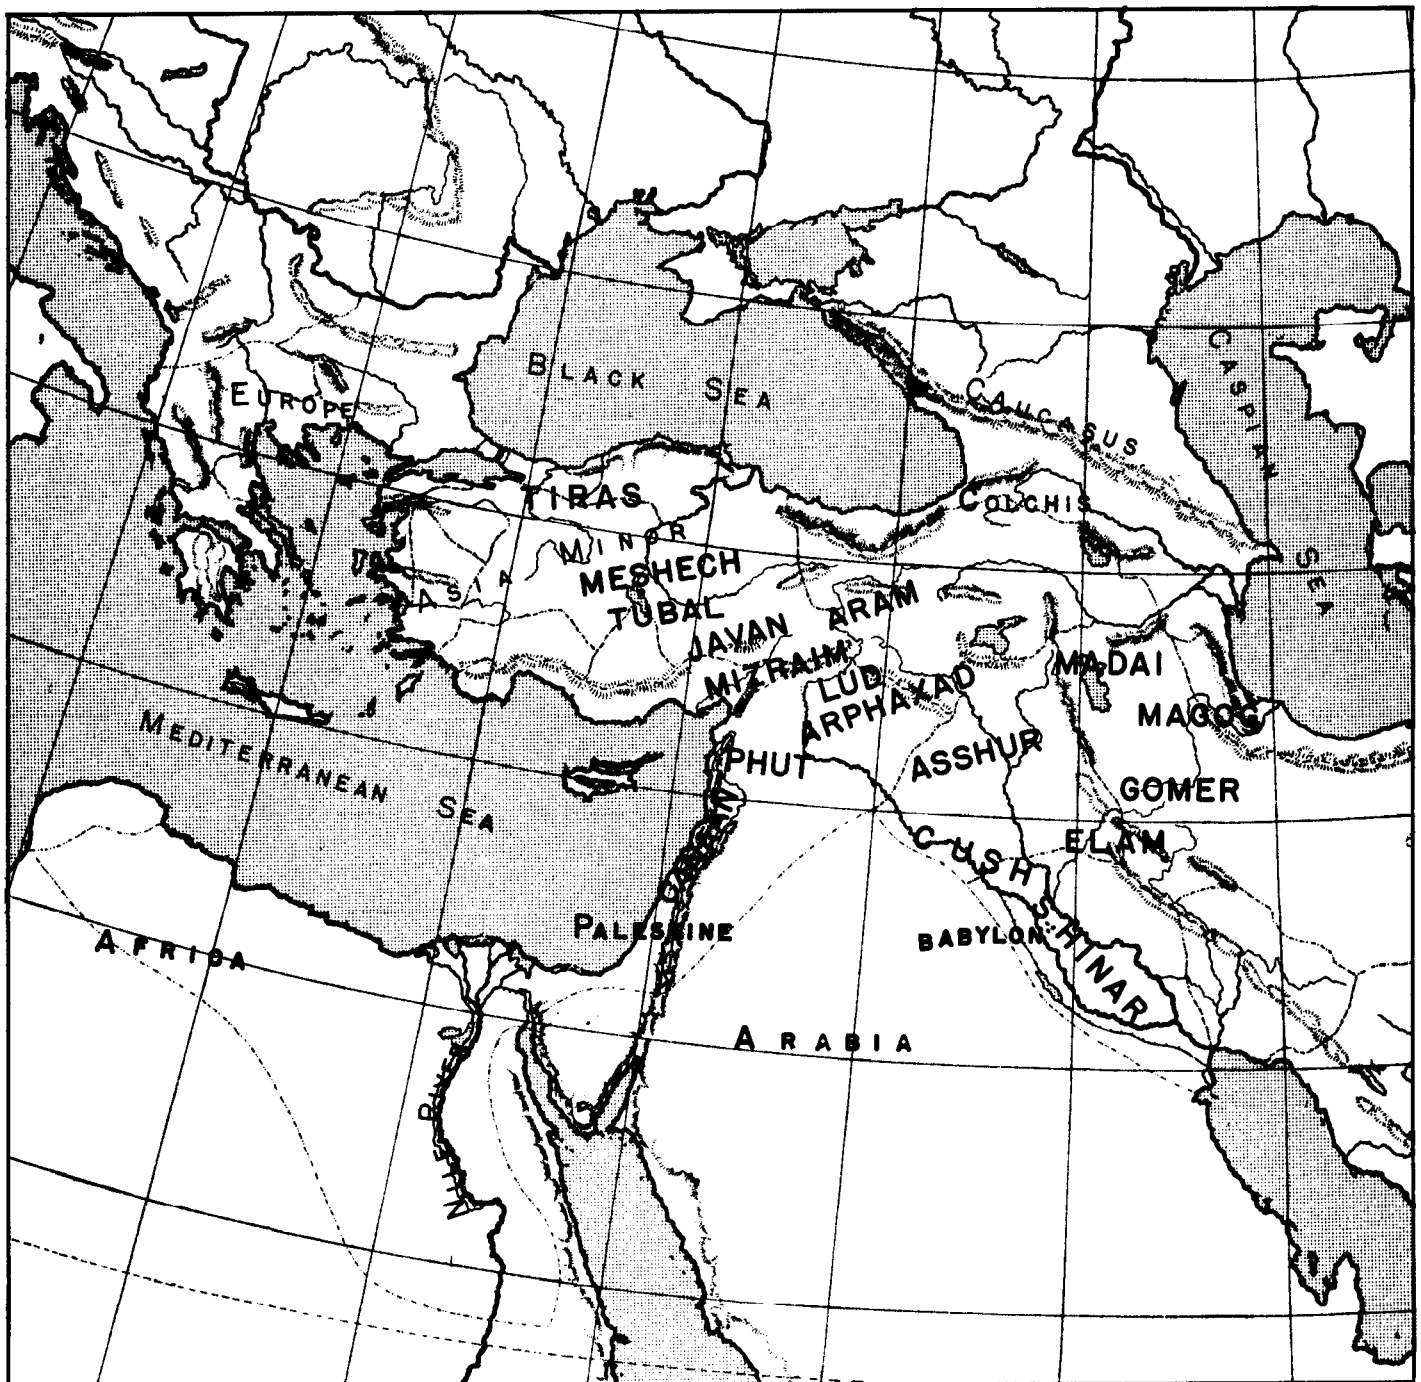 BLACK SEA
CASPIAN SEA
EUROPE
CAUCASUS
TIRAS
COLCHIS
MINOR
ASIA
MESHECH
TUBAL
JAVAN
ARAM
MIZRAIM
LUD
ARPHAXAD
MADAI
MAGOG
MEDITERRANEAN SEA
PHUT
ASSHUR
GOMER
CANAAN
CUSH
ELAM
PALESTINE
BABYLON
SHINAR
AFRICA
ARABIA
NILE RIVER